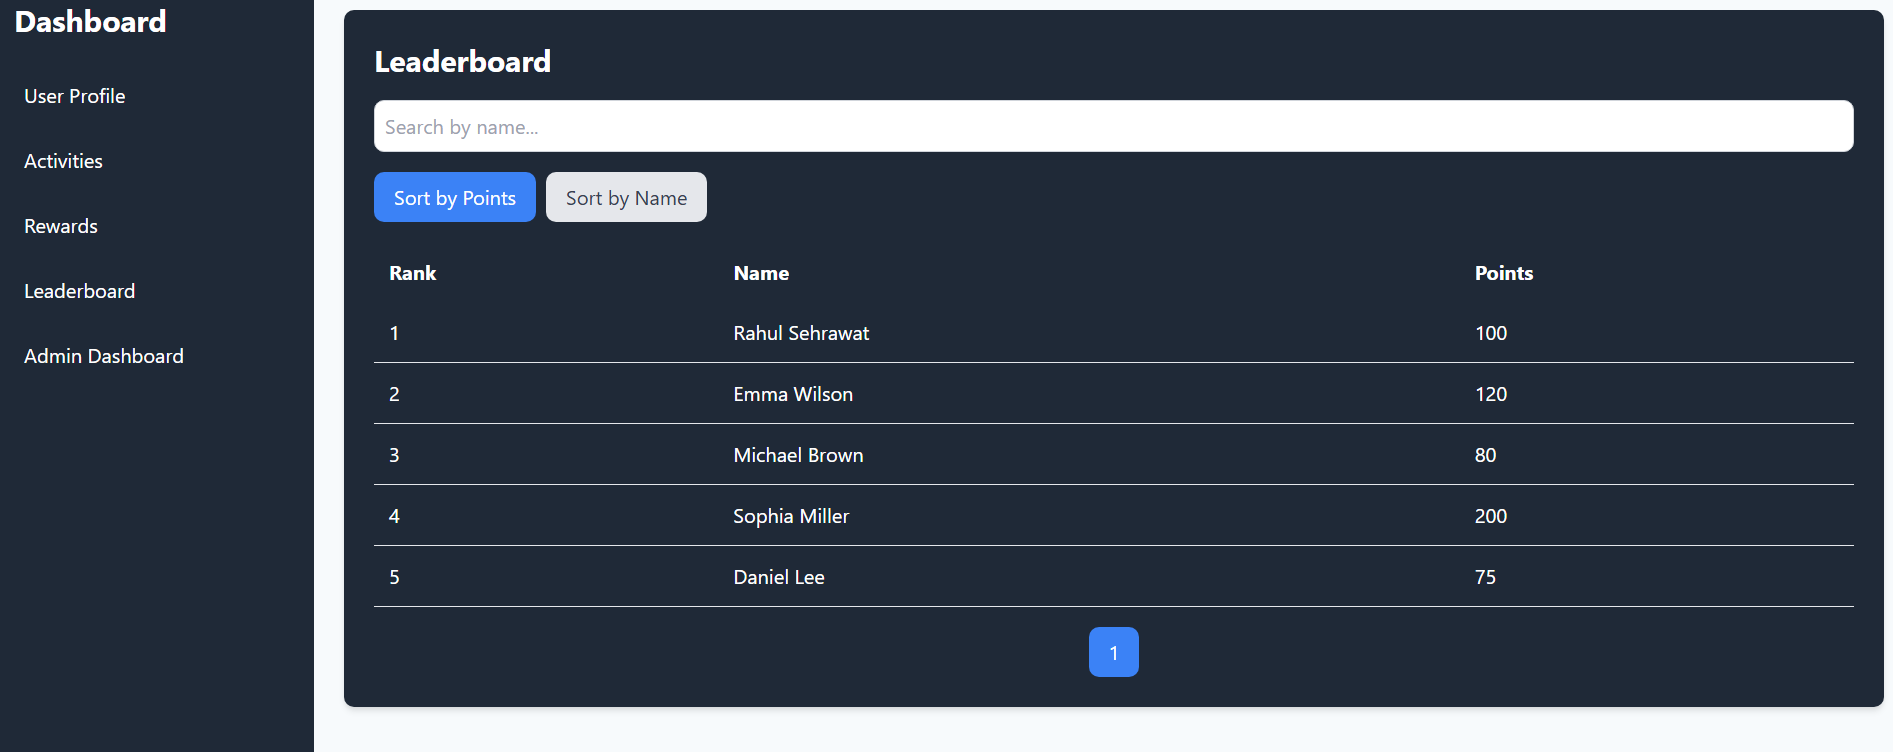 Dashboard
User Profile
Activities
Rewards
Leaderboard
Admin Dashboard
Leaderboard
Search by name...
Sort by Points Sort by Name
Rank Name Points
1 Rahul Sehrawat 100
2 Emma Wilson 120
3 Michael Brown 80
4 Sophia Miller 200
5 Daniel Lee 75
1